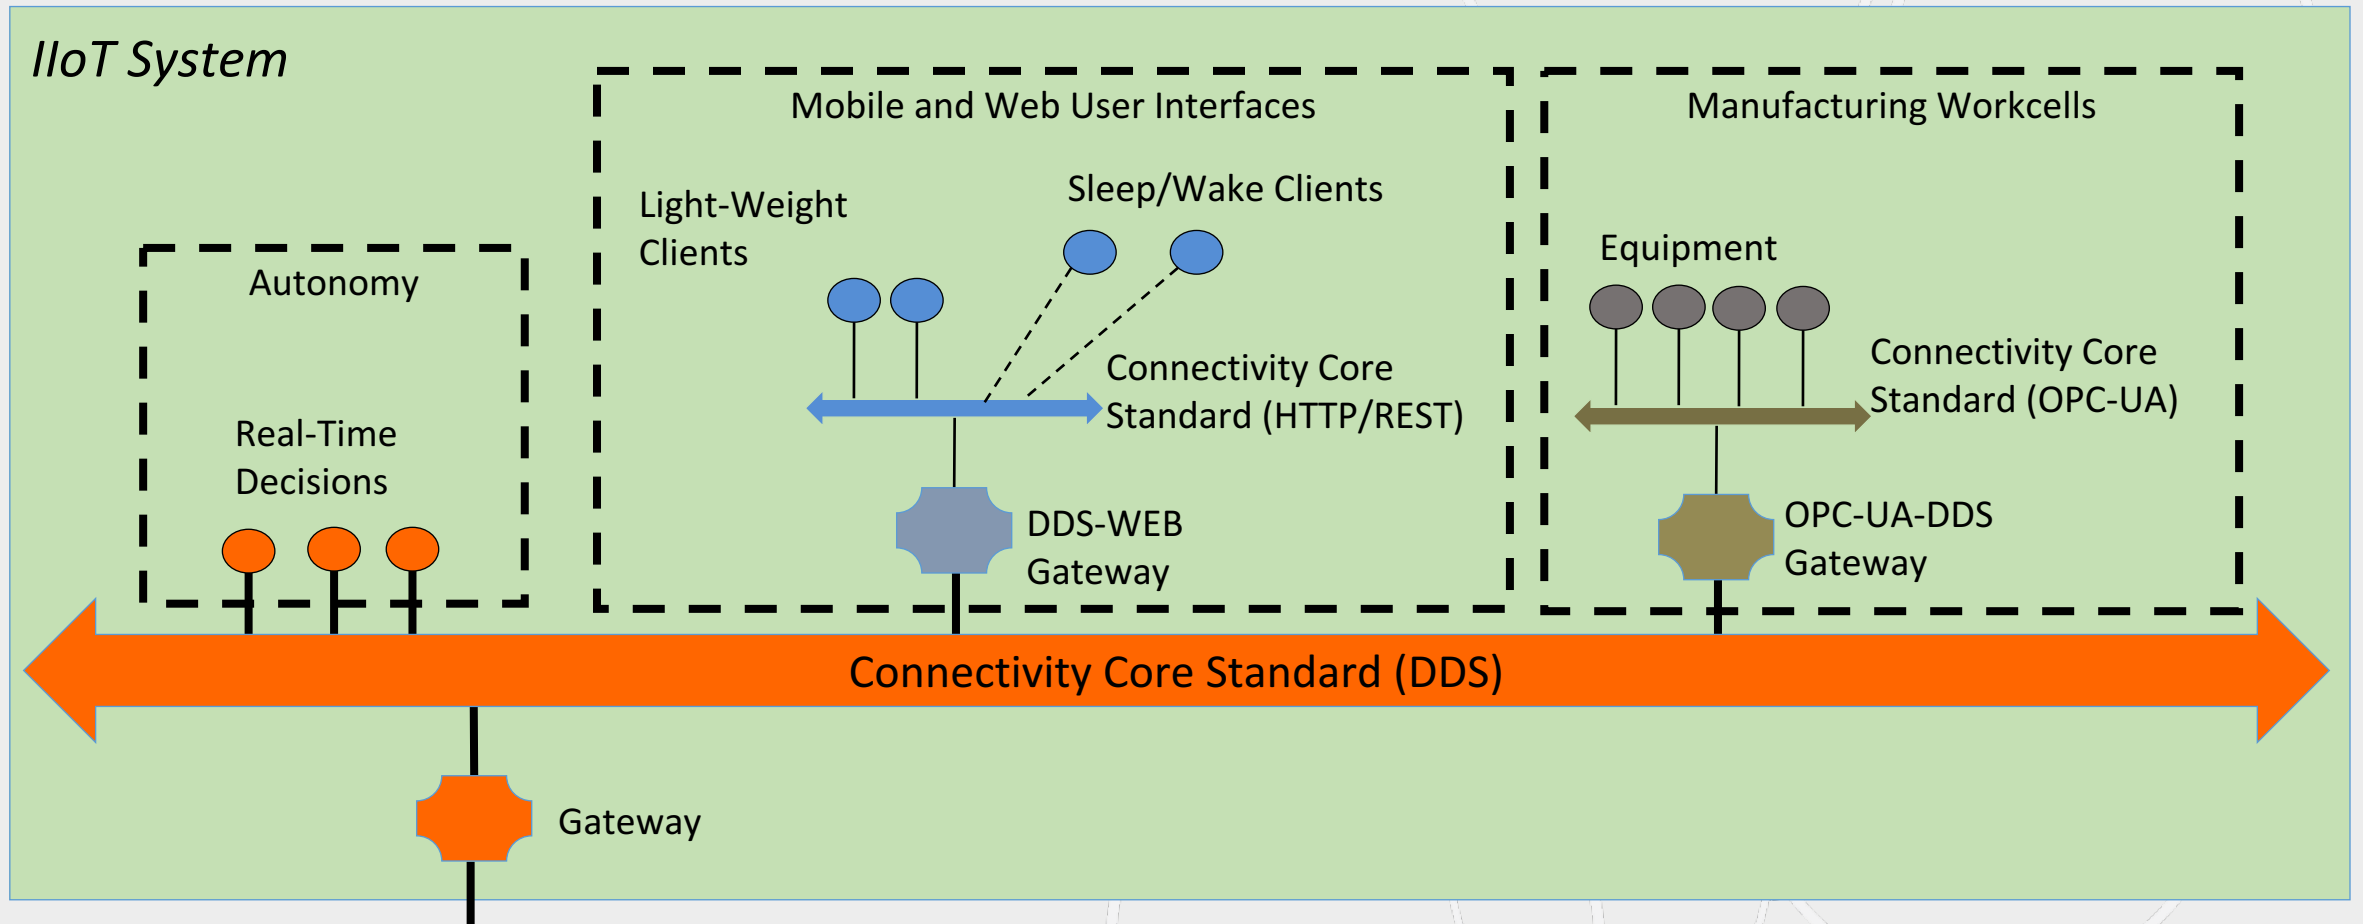 IIoT System
Mobile and Web User Interfaces
Manufacturing Workcells
Light-Weight
Clients
Sleep/Wake Clients
Equipment
Autonomy
Connectivity Core
Standard (HTTP/REST)
Connectivity Core
Standard (OPC-UA)
Real-Time
Decisions
DDS-WEB
Gateway
OPC-UA-DDS
Gateway
Connectivity Core Standard (DDS)
Gateway